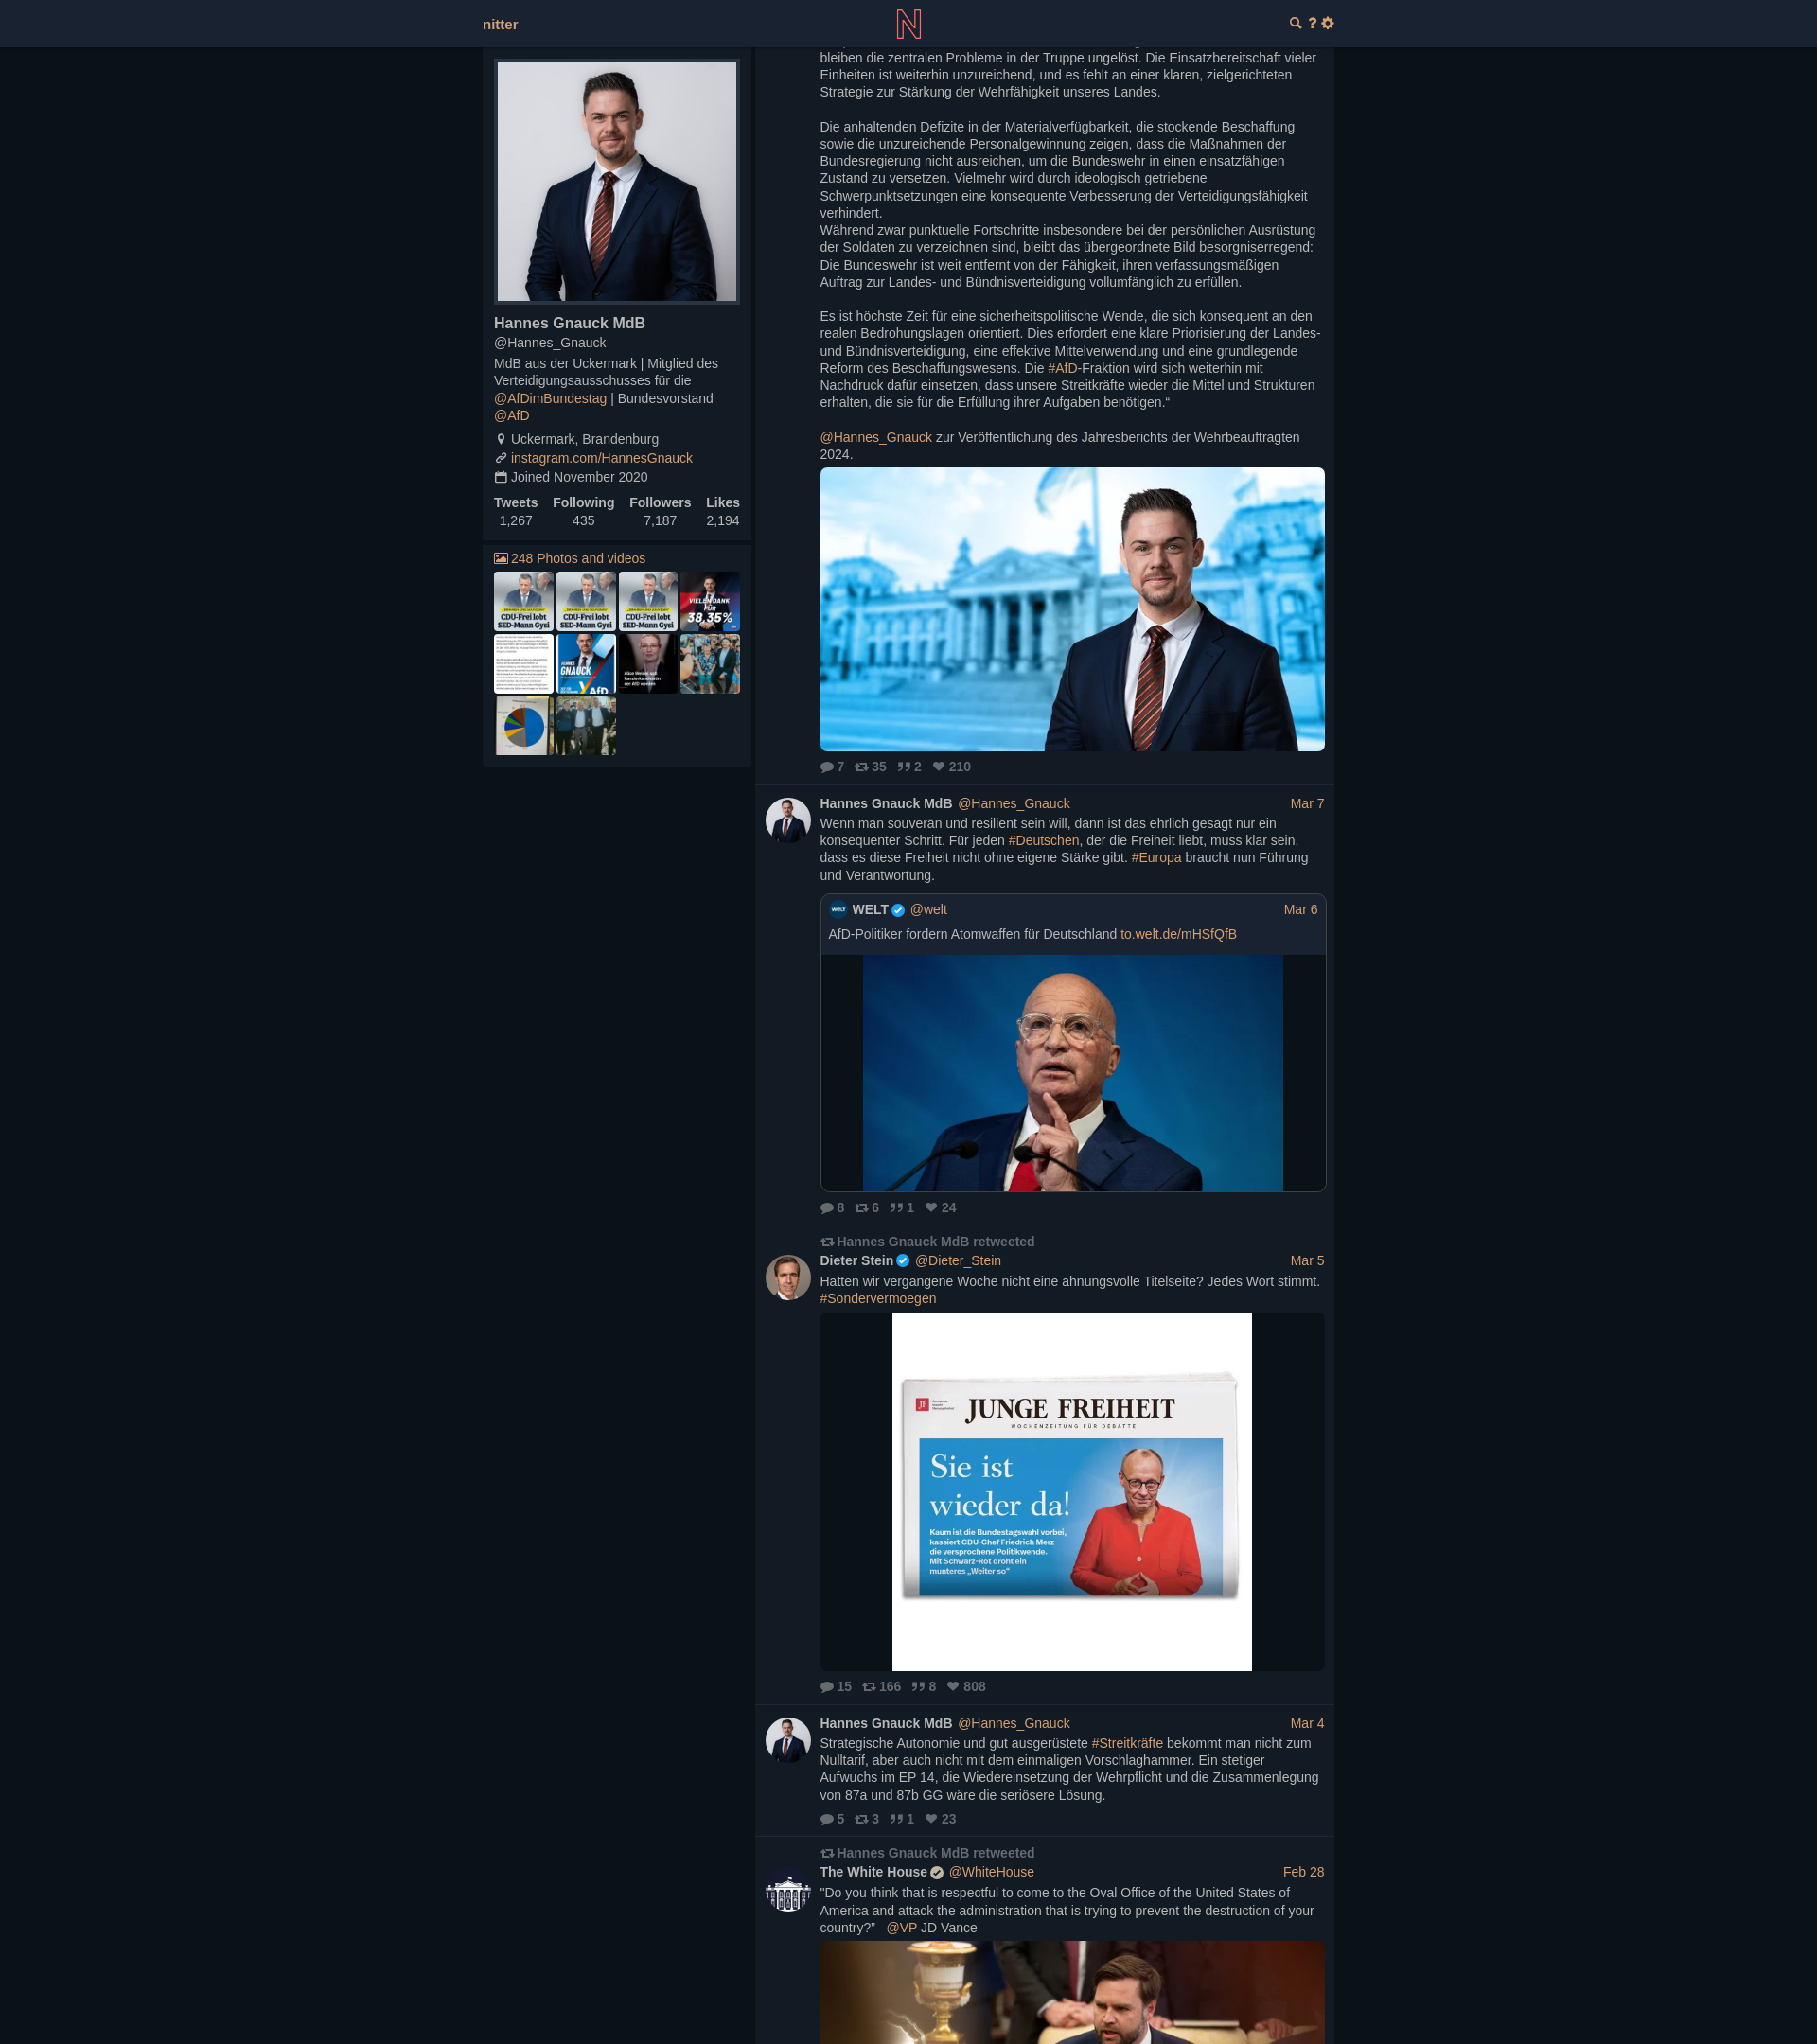 nitter
Hannes Gnauck MdB
@Hannes_Gnauck
MdB aus der Uckermark | Mitglied des
Verteidigungsausschusses für die
@AfDimBundestag | Bundesvorstand
@AfD
Uckermark, Brandenburg
instagram.com/HannesGnauck
Joined November 2020
Tweets Following Followers Likes
1,267 435 7,187 2,194
248 Photos and videos
CDU-Frei lobt
SED-Mann Gysi
CDU-Frei lobt
SED-Mann Gysi
CDU-Frei lobt
SED-Mann Gysi
VIELEN DANK
FÜR
38,35%
GNAUCK
AfD
bleiben die zentralen Probleme in der Truppe ungelöst. Die Einsatzbereitschaft vieler
Einheiten ist weiterhin unzureichend, und es fehlt an einer klaren, zielgerichteten
Strategie zur Stärkung der Wehrfähigkeit unseres Landes.
Die anhaltenden Defizite in der Materialverfügbarkeit, die stockende Beschaffung
sowie die unzureichende Personalgewinnung zeigen, dass die Maßnahmen der
Bundesregierung nicht ausreichen, um die Bundeswehr in einen einsatzfähigen
Zustand zu versetzen. Vielmehr wird durch ideologisch getriebene
Schwerpunktsetzungen eine konsequente Verbesserung der Verteidigungsfähigkeit
verhindert.
Während zwar punktuelle Fortschritte insbesondere bei der persönlichen Ausrüstung
der Soldaten zu verzeichnen sind, bleibt das übergeordnete Bild besorgniserregend:
Die Bundeswehr ist weit entfernt von der Fähigkeit, ihren verfassungsmäßigen
Auftrag zur Landes- und Bündnisverteidigung vollumfänglich zu erfüllen.
Es ist höchste Zeit für eine sicherheitspolitische Wende, die sich konsequent an den
realen Bedrohungslagen orientiert. Dies erfordert eine klare Priorisierung der Landes-
und Bündnisverteidigung, eine effektive Mittelverwendung und eine grundlegende
Reform des Beschaffungswesens. Die #AfD-Fraktion wird sich weiterhin mit
Nachdruck dafür einsetzen, dass unsere Streitkräfte wieder die Mittel und Strukturen
erhalten, die sie für die Erfüllung ihrer Aufgaben benötigen.“
@Hannes_Gnauck zur Veröffentlichung des Jahresberichts der Wehrbeauftragten
2024.
7 35 2 210
Hannes Gnauck MdB @Hannes_Gnauck Mar 7
Wenn man souverän und resilient sein will, dann ist das ehrlich gesagt nur ein
konsequenter Schritt. Für jeden #Deutschen, der die Freiheit liebt, muss klar sein,
dass es diese Freiheit nicht ohne eigene Stärke gibt. #Europa braucht nun Führung
und Verantwortung.
WELT @welt Mar 6
AfD-Politiker fordern Atomwaffen für Deutschland to.welt.de/mHSfQfB
8 6 1 24
Hannes Gnauck MdB retweeted
Dieter Stein @Dieter_Stein Mar 5
Hatten wir vergangene Woche nicht eine ahnungsvolle Titelseite? Jedes Wort stimmt.
#Sondervermoegen
JF
JUNGE FREIHEIT
WOCHENZEITUNG FÜR DEBATTE
Sie ist
wieder da!
Kaum ist die Bundestagswahl vorbei,
kassiert CDU-Chef Friedrich Merz
die versprochene Politikwende.
Mit Schwarz-Rot droht ein
munteres „Weiter so“
15 166 8 808
Hannes Gnauck MdB @Hannes_Gnauck Mar 4
Strategische Autonomie und gut ausgerüstete #Streitkräfte bekommt man nicht zum
Nulltarif, aber auch nicht mit dem einmaligen Vorschlaghammer. Ein stetiger
Aufwuchs im EP 14, die Wiedereinsetzung der Wehrpflicht und die Zusammenlegung
von 87a und 87b GG wäre die seriösere Lösung.
5 3 1 23
Hannes Gnauck MdB retweeted
The White House @WhiteHouse Feb 28
"Do you think that is respectful to come to the Oval Office of the United States of
America and attack the administration that is trying to prevent the destruction of your
country?” –@VP JD Vance